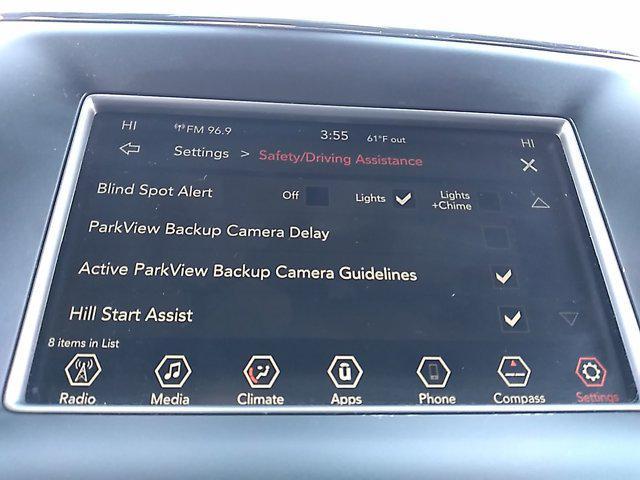 HI FM 96.9 3:55 61°F out HI
Settings > Safety/Driving Assistance
Blind Spot Alert Off Lights Lights
+Chime
ParkView Backup Camera Delay
Active ParkView Backup Camera Guidelines
Hill Start Assist
8 items in List
Radio Media Climate Apps Phone Compass Settings